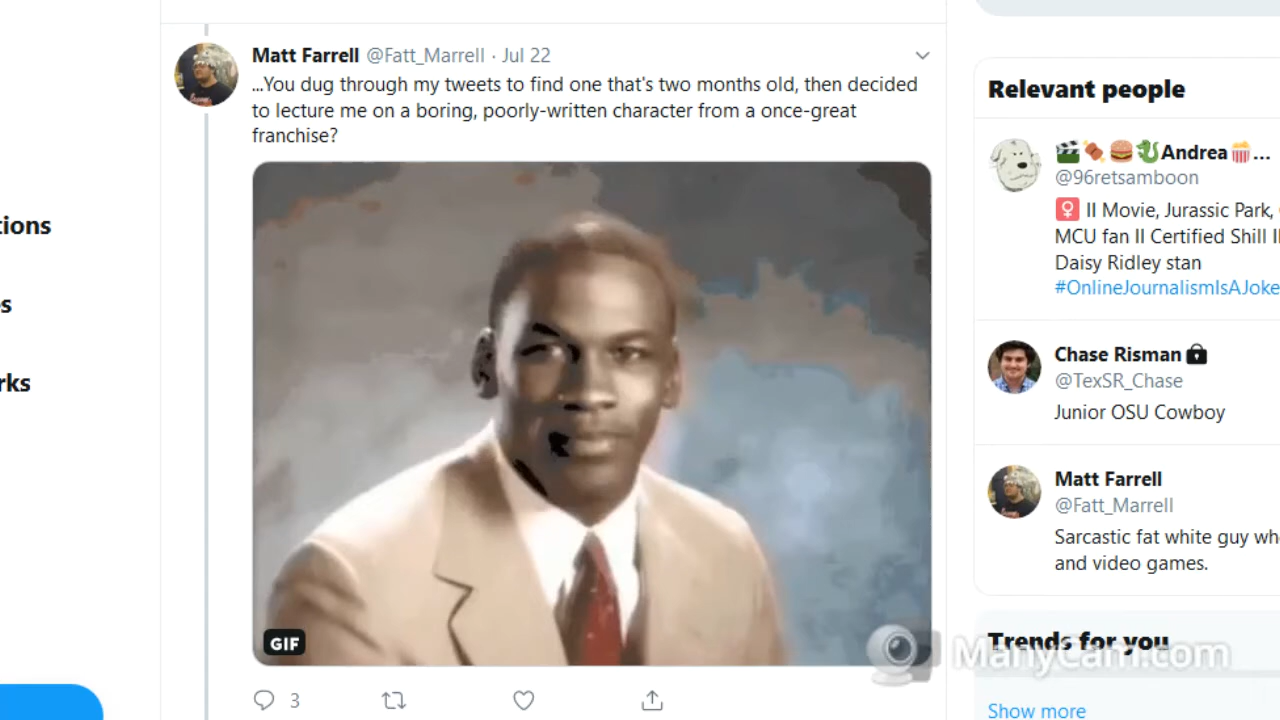 Matt Farrell @Fatt_Marrell · Jul 22
...You dug through my tweets to find one that's two months old, then decided
to lecture me on a boring, poorly-written character from a once-great
franchise?
GIF
3
tions
s
rks
Relevant people
🎬🍫🍔🐉Andrea🍿...
@96retsamboon
🚺 II Movie, Jurassic Park,
MCU fan II Certified Shill II
Daisy Ridley stan
#OnlineJournalismIsAJoke
Chase Risman🔒
@TexSR_Chase
Junior OSU Cowboy
Matt Farrell
@Fatt_Marrell
Sarcastic fat white guy wh
and video games.
Trends for you
ManyCam.com
Show more